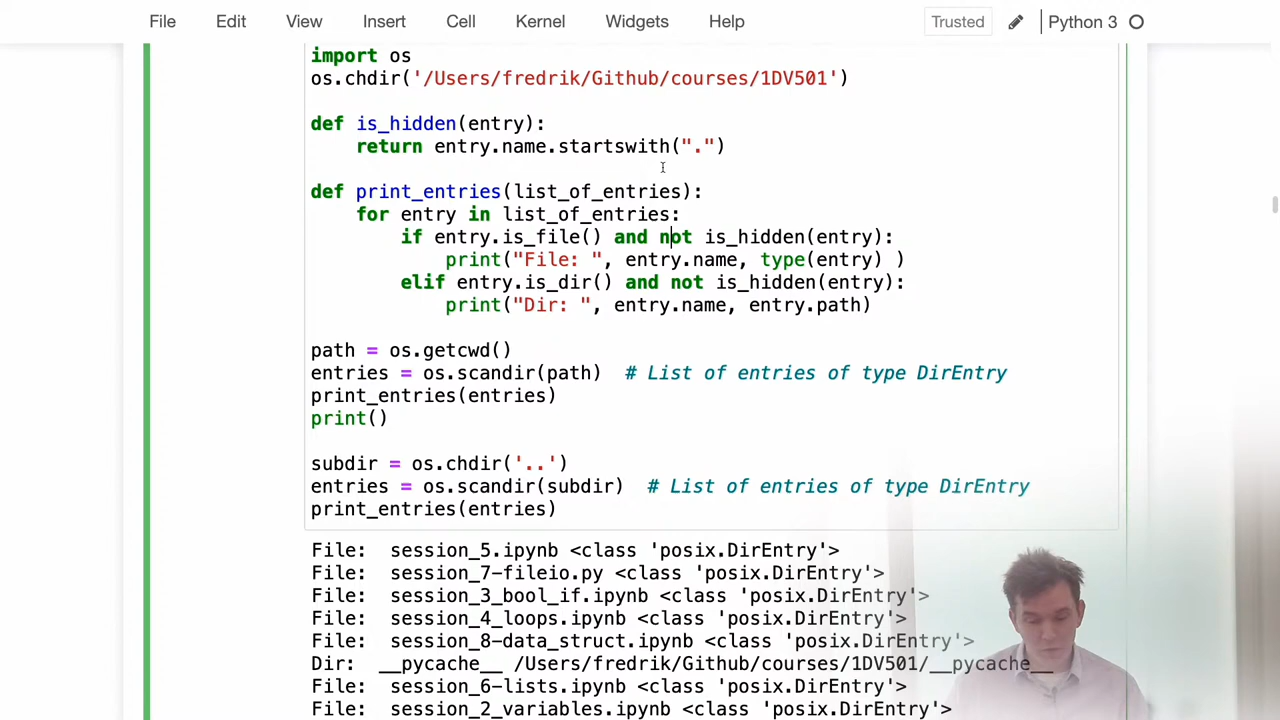 File Edit View Insert Cell Kernel Widgets Help Trusted Python 3
import os
os.chdir('/Users/fredrik/Github/courses/1DV501')
def is_hidden(entry):
return entry.name.startswith(".")
def print_entries(list_of_entries):
for entry in list_of_entries:
if entry.is_file() and not is_hidden(entry):
print("File: ", entry.name, type(entry) )
elif entry.is_dir() and not is_hidden(entry):
print("Dir: ", entry.name, entry.path)
path = os.getcwd()
entries = os.scandir(path)  # List of entries of type DirEntry
print_entries(entries)
print()
subdir = os.chdir('..')
entries = os.scandir(subdir)  # List of entries of type DirEntry
print_entries(entries)
File:  session_5.ipynb <class 'posix.DirEntry'>
File:  session_7-fileio.py <class 'posix.DirEntry'>
File:  session_3_bool_if.ipynb <class 'posix.DirEntry'>
File:  session_4_loops.ipynb <class 'posix.DirEntry'>
File:  session_8-data_struct.ipynb <class 'posix.DirEntry'>
Dir:  __pycache__ /Users/fredrik/Github/courses/1DV501/__pycache__
File:  session_6-lists.ipynb <class 'posix.DirEntry'>
File:  session_2_variables.ipynb <class 'posix.DirEntry'>